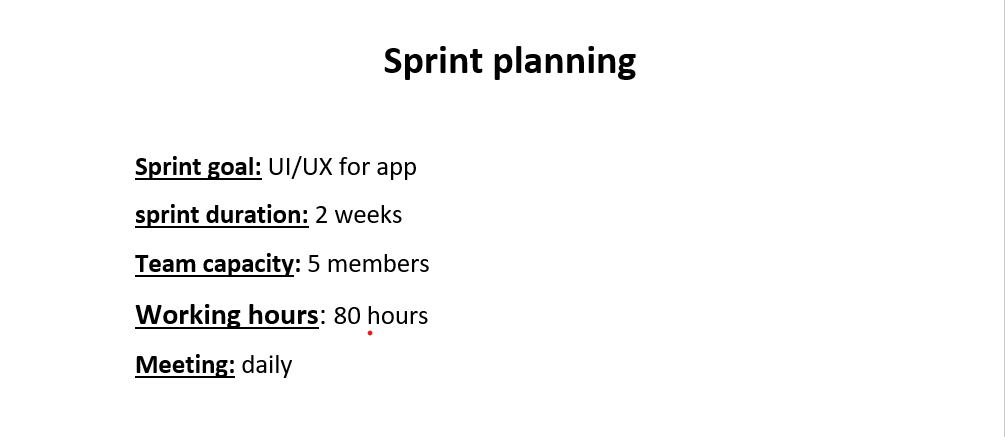 Sprint planning
Sprint goal: UI/UX for app
sprint duration: 2 weeks
Team capacity: 5 members
Working hours: 80 hours
Meeting: daily